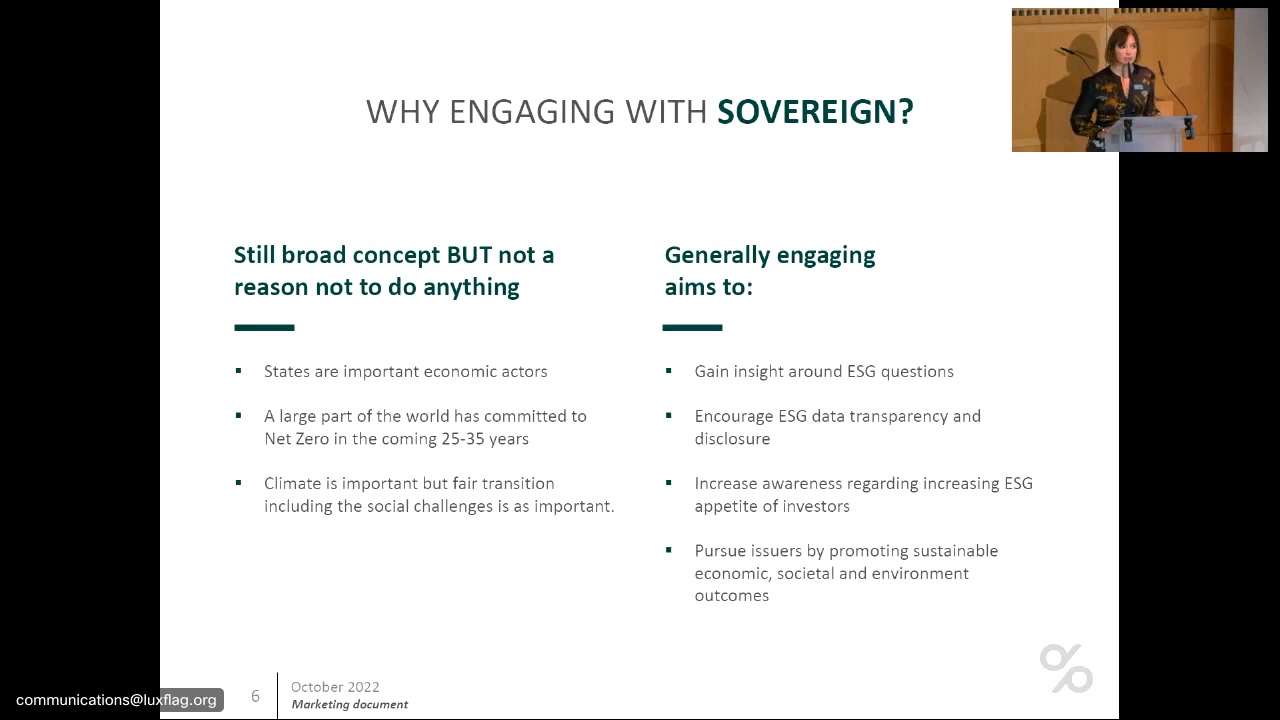 WHY ENGAGING WITH SOVEREIGN?
Still broad concept BUT not a
reason not to do anything
▪ States are important economic actors
▪ A large part of the world has committed to
Net Zero in the coming 25-35 years
▪ Climate is important but fair transition
including the social challenges is as important.
Generally engaging
aims to:
▪ Gain insight around ESG questions
▪ Encourage ESG data transparency and
disclosure
▪ Increase awareness regarding increasing ESG
appetite of investors
▪ Pursue issuers by promoting sustainable
economic, societal and environment
outcomes
communications@luxflag.org
6
October 2022
Marketing document